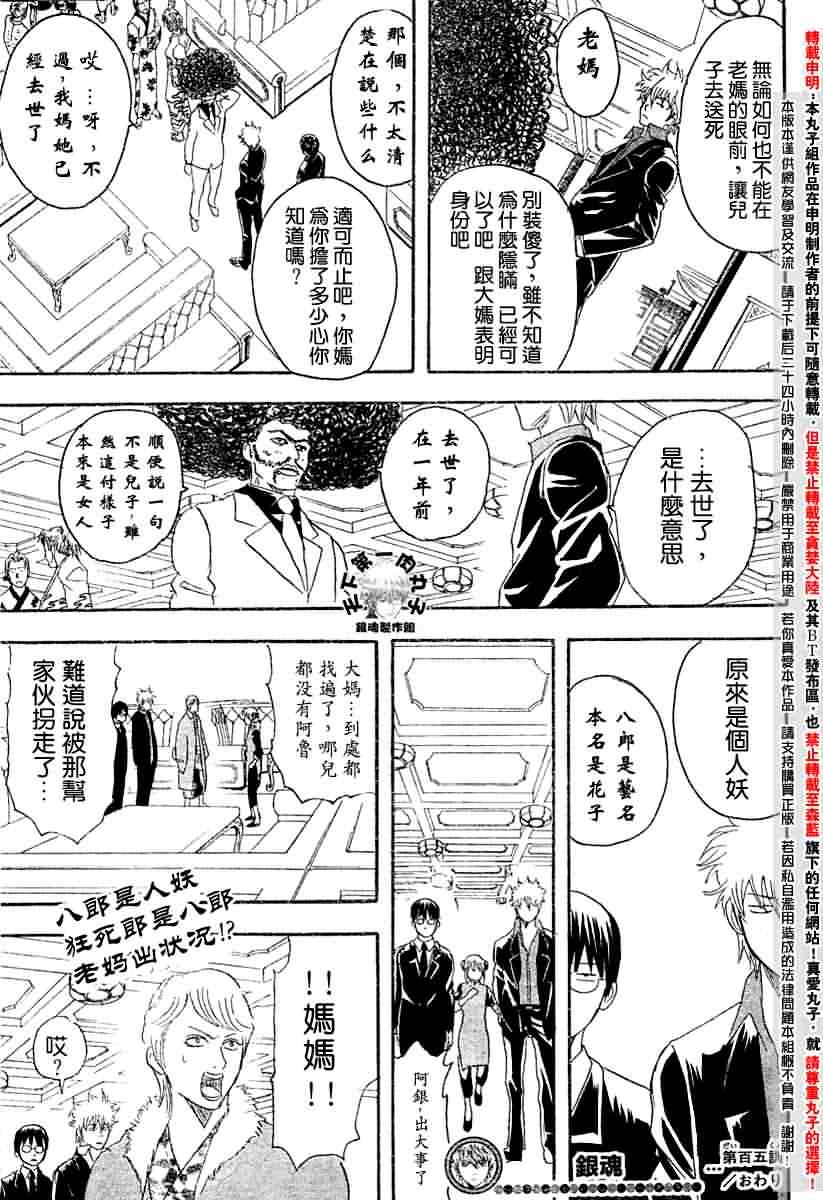 無論如何也不能在
老媽的眼前，讓兒
子去送死
老媽
別裝傻了，雖不知道
為什麼隱瞞　已經可
以了吧　跟大媽表明
身份吧
那個，不太清
楚在說些什么
適可而止吧，你媽
為你擔了多少心你
知道嗎？
哎…呀，不
過，我媽她已
經去世了
…去世了，
是什麼意思
去世了，
在一年前
順便說一句
不是兒子，雖
然這付樣子
本來是女人
天下第一肉丸子
銀魂製作館
原來是個人妖
八郎是藝名
本名是花子
阿銀，出大事了
大媽…到處都
找遍了，哪兒
都沒有阿魯
難道說被那幫
家伙拐走了…
八郎是人妖
狂死郎是八郎
老媽出狀況!?
!!媽媽!!
哎？
銀魂
第百五訓
…／おわり
轉載申明：本丸子組作品在申明制作者的前提下可隨意轉載．但是禁止轉載至貪婪大陸及其BT發布區．也禁止轉載至森藍旗下的任何網站！真愛丸子．就請尊重丸子的選擇！
本版本僅供網友學習及交流＝請于下載后二十四小時內刪除＝嚴禁用于商業用途＝若你真愛本作品＝請支持購買正版＝若因私自濫用造成的法律問題本組概不負責＝謝謝！